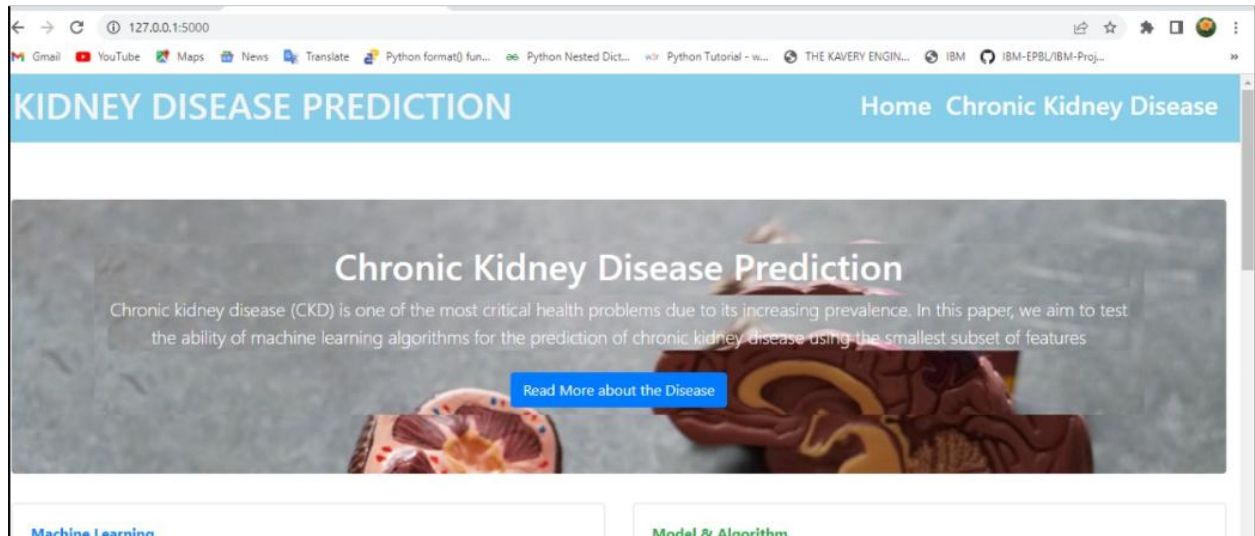 127.0.0.1:5000
Gmail YouTube Maps News Translate Python format() fun... Python Nested Dict... Python Tutorial - w... THE KAVERY ENGIN... IBM IBM-EPBL/IBM-Proj... »
KIDNEY DISEASE PREDICTION Home Chronic Kidney Disease
Chronic Kidney Disease Prediction
Chronic kidney disease (CKD) is one of the most critical health problems due to its increasing prevalence. In this paper, we aim to test
the ability of machine learning algorithms for the prediction of chronic kidney disease using the smallest subset of features
Read More about the Disease
Machine Learning Model & Algorithm